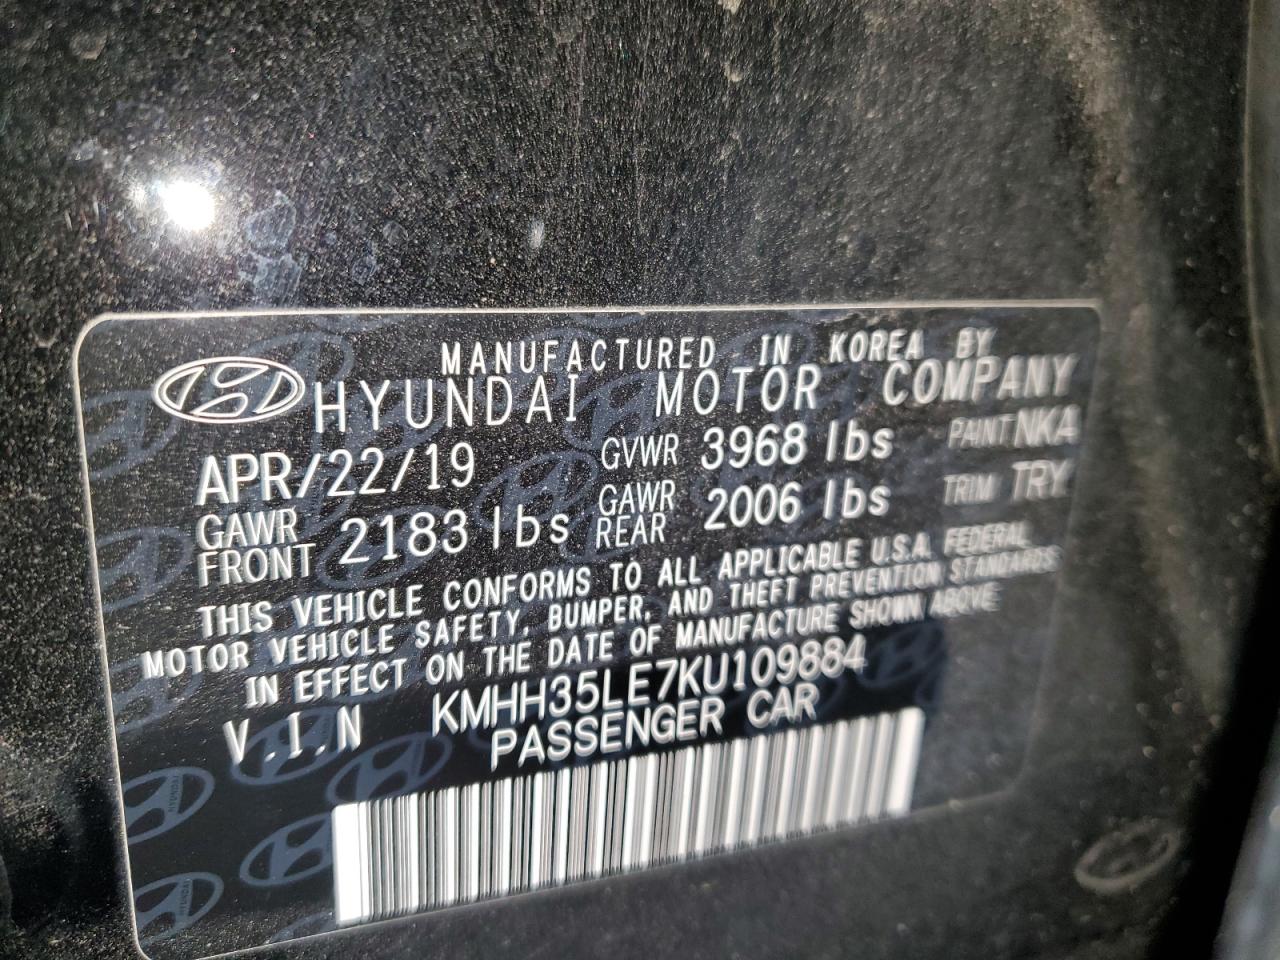 MANUFACTURED IN KOREA BY
HYUNDAI MOTOR COMPANY
APR/22/19 GVWR 3968 lbs PAINT NKA
GAWR FRONT 2183 lbs GAWR REAR 2006 lbs TRIM TRY
THIS VEHICLE CONFORMS TO ALL APPLICABLE U.S.A. FEDERAL
MOTOR VEHICLE SAFETY, BUMPER, AND THEFT PREVENTION STANDARDS
IN EFFECT ON THE DATE OF MANUFACTURE SHOWN ABOVE
V.I.N KMHH35LE7KU109884
PASSENGER CAR
HYUNDAI
HYUNDAI